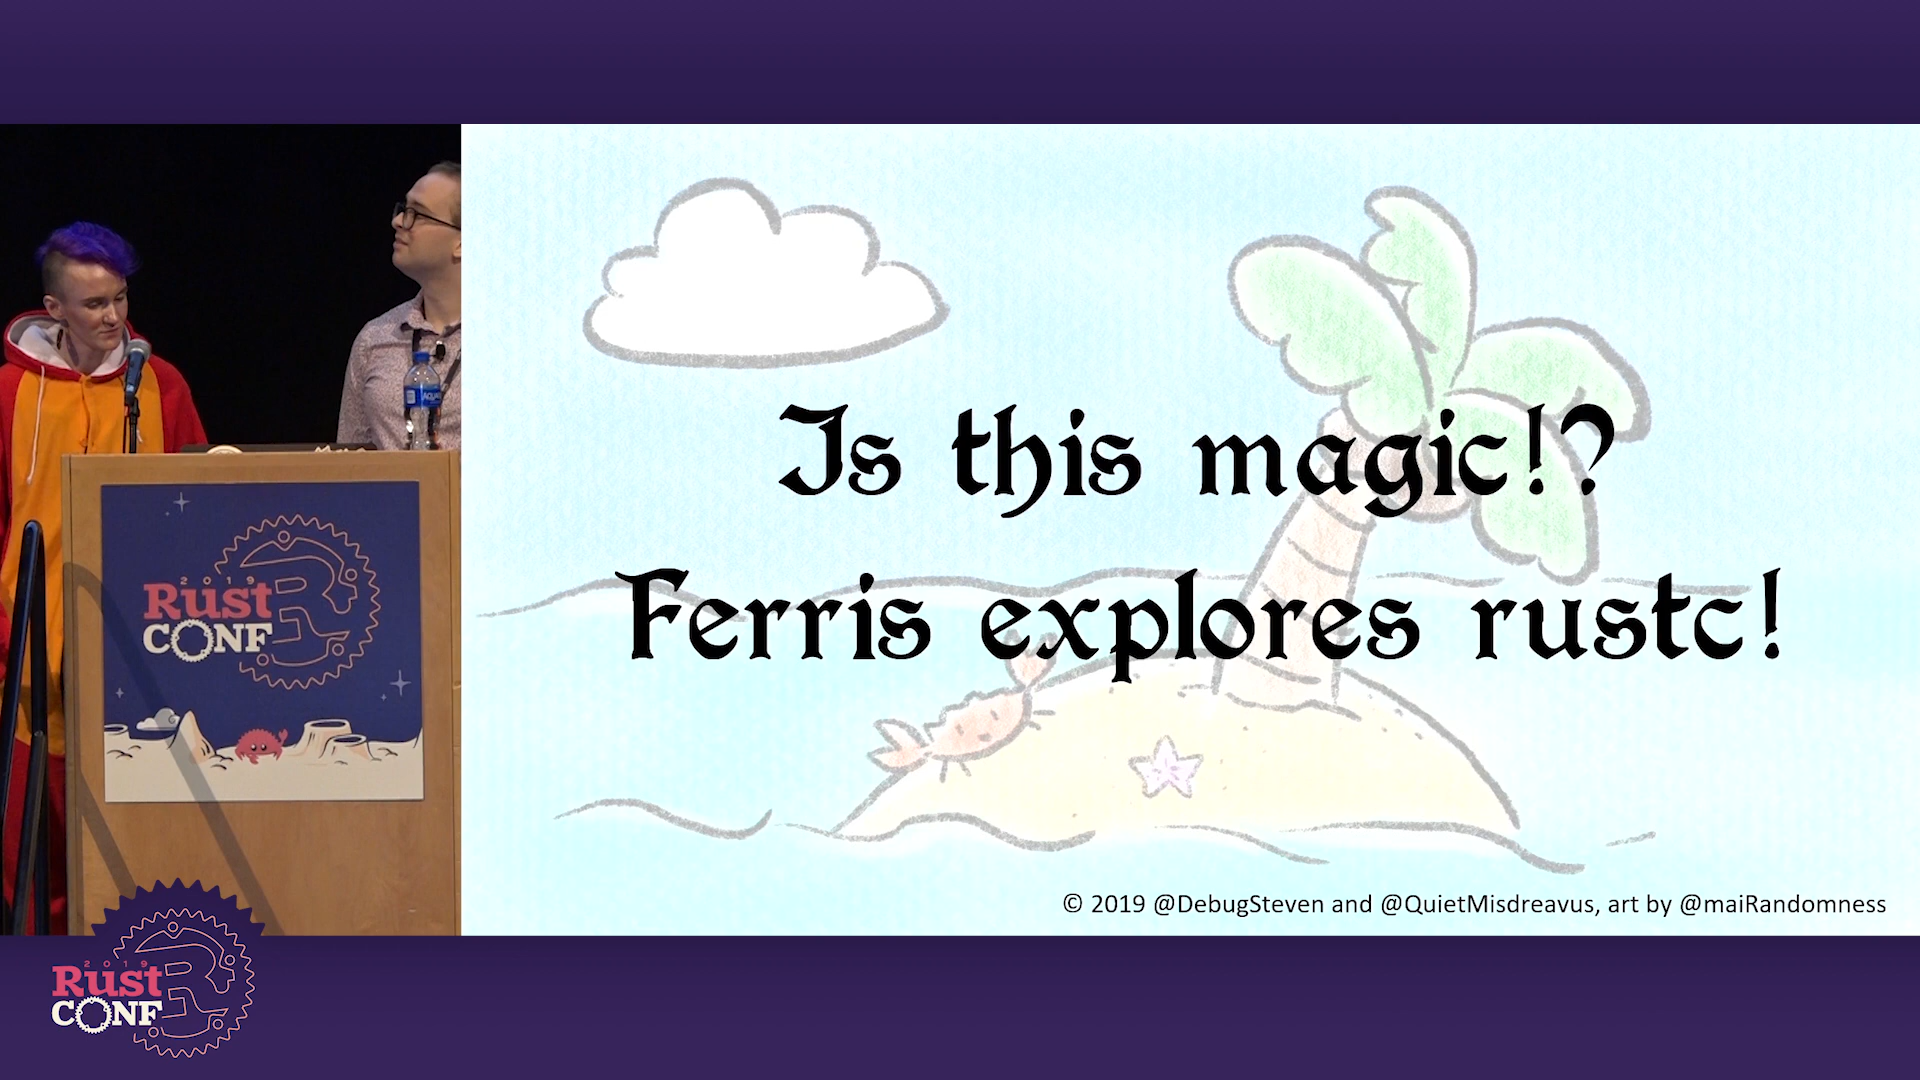 Is this magic!?
Ferris explores rustc!
© 2019 @DebugSteven and @QuietMisdreavus, art by @maiRandomness
2019
Rust
CONF
2019
Rust
CONF